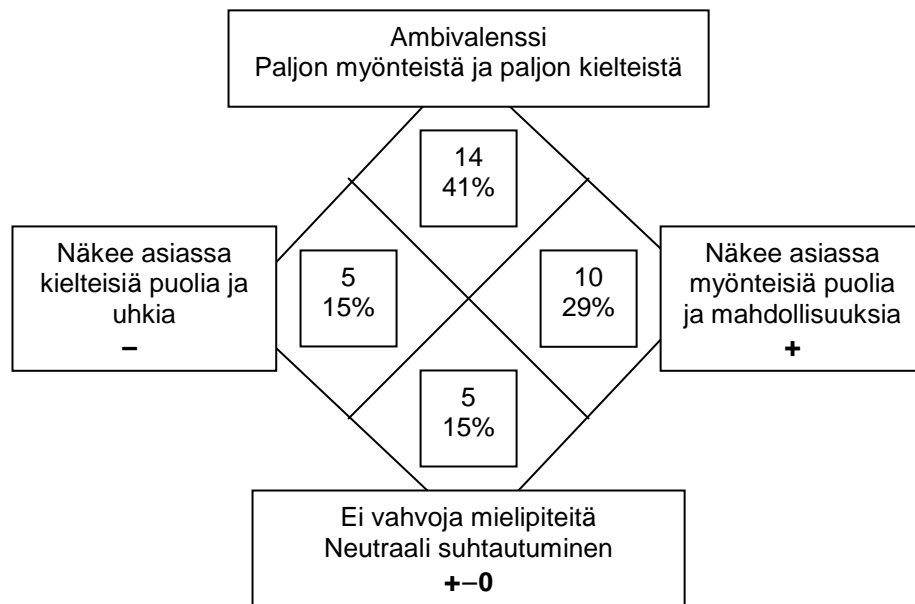 Ambivalenssi
Paljon myönteistä ja paljon kielteistä
14
41%
Näkee asiassa
kielteisiä puolia ja
uhkia
–
5
15%
10
29%
Näkee asiassa
myönteisiä puolia
ja mahdollisuuksia
+
5
15%
Ei vahvoja mielipiteitä
Neutraali suhtautuminen
+–0